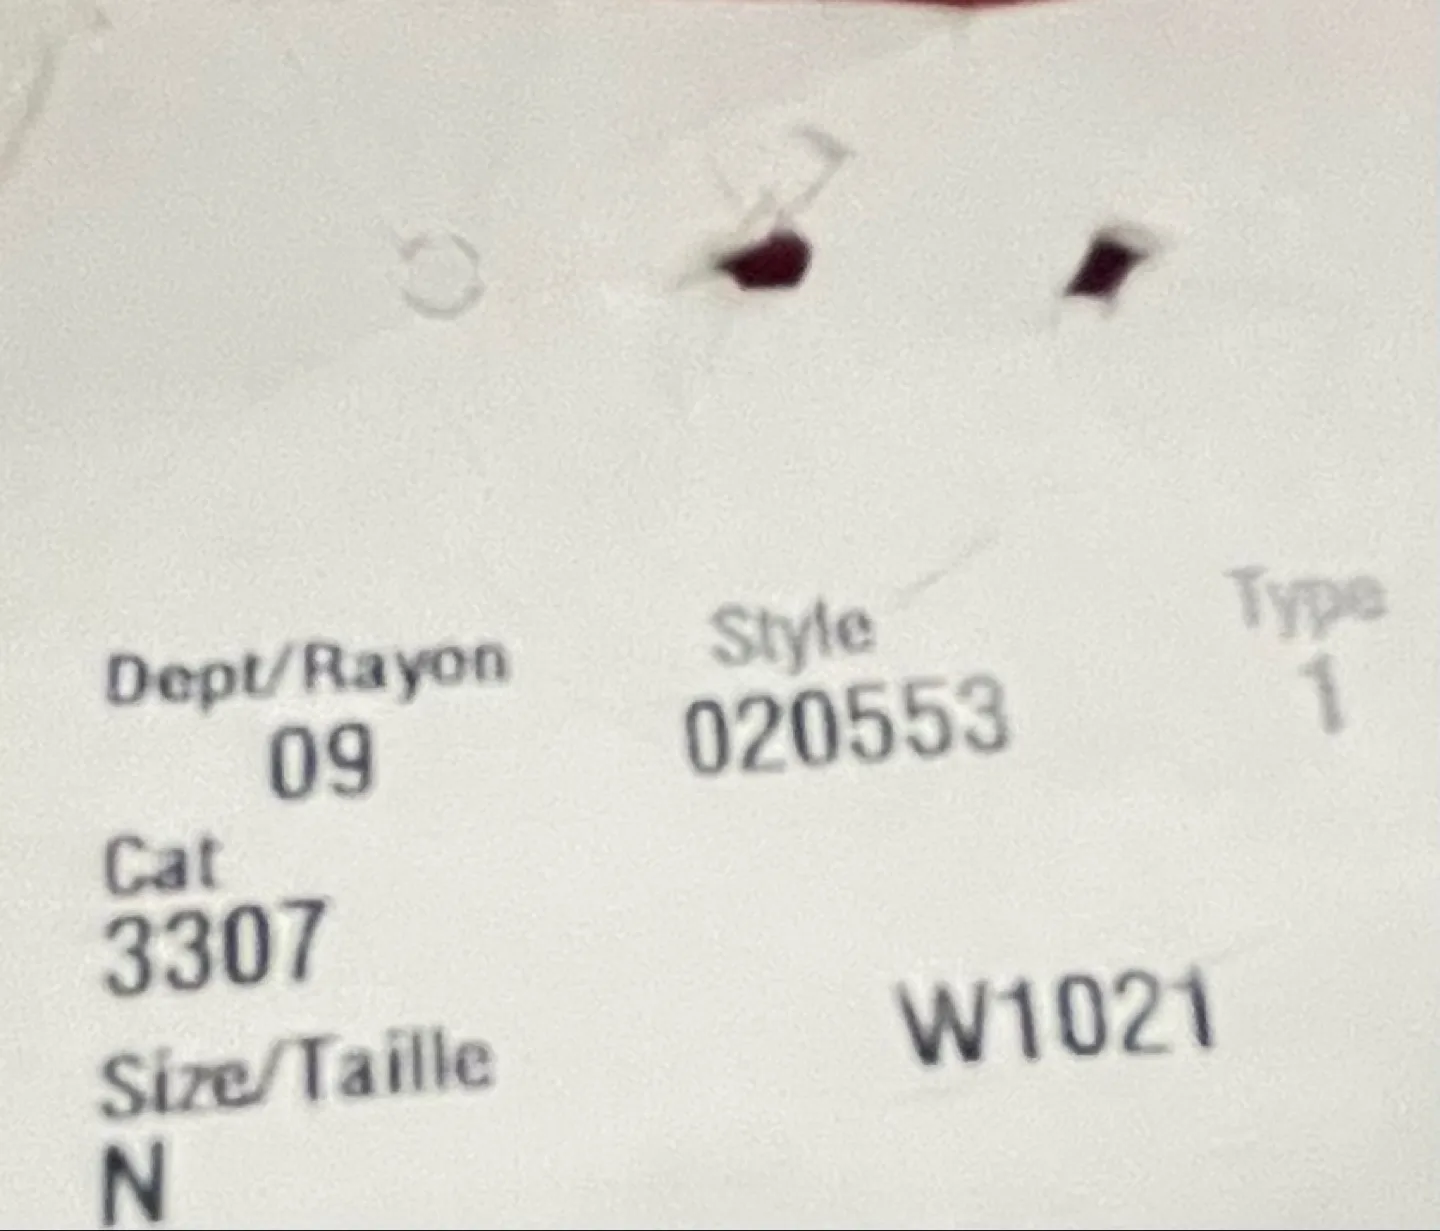 Dept/Rayon Style Type
09 020553 1
Cat
3307
W1021
Size/Taille
N